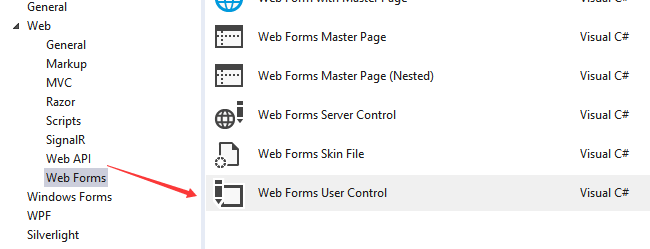 General
Web
General
Markup
MVC
Razor
Scripts
SignalR
Web API
Web Forms
Windows Forms
WPF
Silverlight
Web Form with Master Page Visual C#
Web Forms Master Page Visual C#
Web Forms Master Page (Nested) Visual C#
Web Forms Server Control Visual C#
Web Forms Skin File Visual C#
Web Forms User Control Visual C#